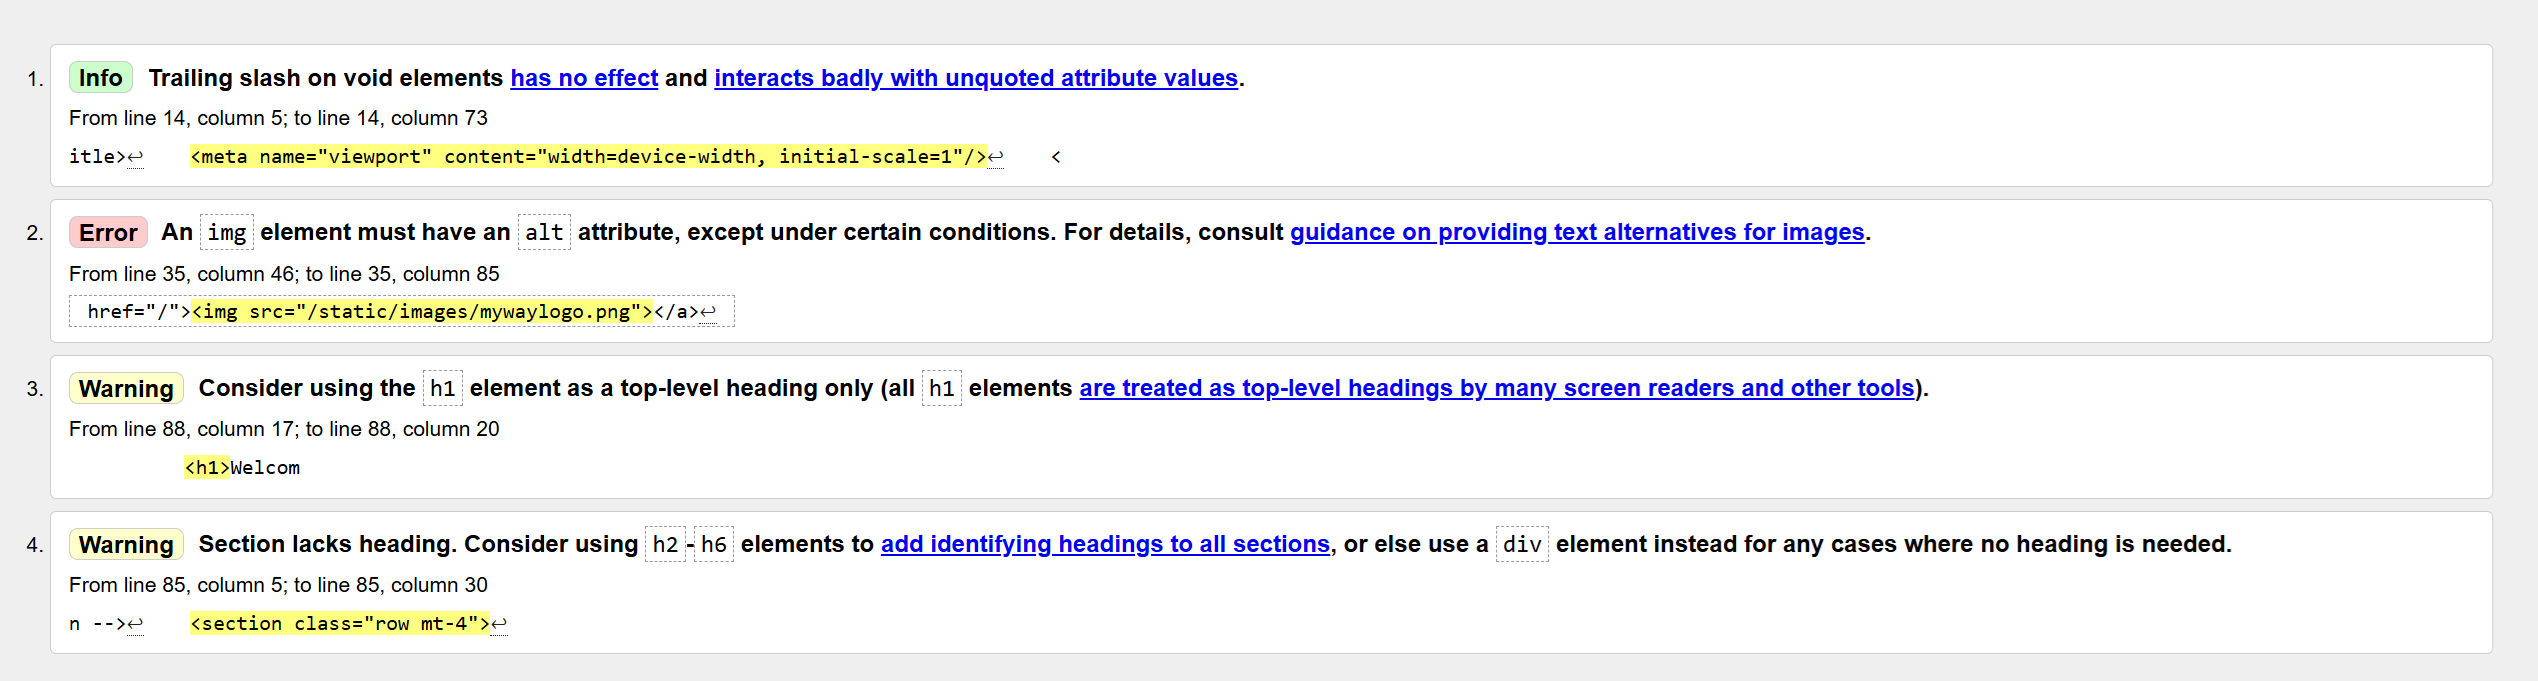 1. Info Trailing slash on void elements has no effect and interacts badly with unquoted attribute values.
From line 14, column 5; to line 14, column 73
itle>↩    <meta name="viewport" content="width=device-width, initial-scale=1"/>↩    <
2. Error An img element must have an alt attribute, except under certain conditions. For details, consult guidance on providing text alternatives for images.
From line 35, column 46; to line 35, column 85
href="/"><img src="/static/images/mywaylogo.png"></a>↩
3. Warning Consider using the h1 element as a top-level heading only (all h1 elements are treated as top-level headings by many screen readers and other tools).
From line 88, column 17; to line 88, column 20
<h1>Welcom
4. Warning Section lacks heading. Consider using h2-h6 elements to add identifying headings to all sections, or else use a div element instead for any cases where no heading is needed.
From line 85, column 5; to line 85, column 30
n -->↩    <section class="row mt-4">↩